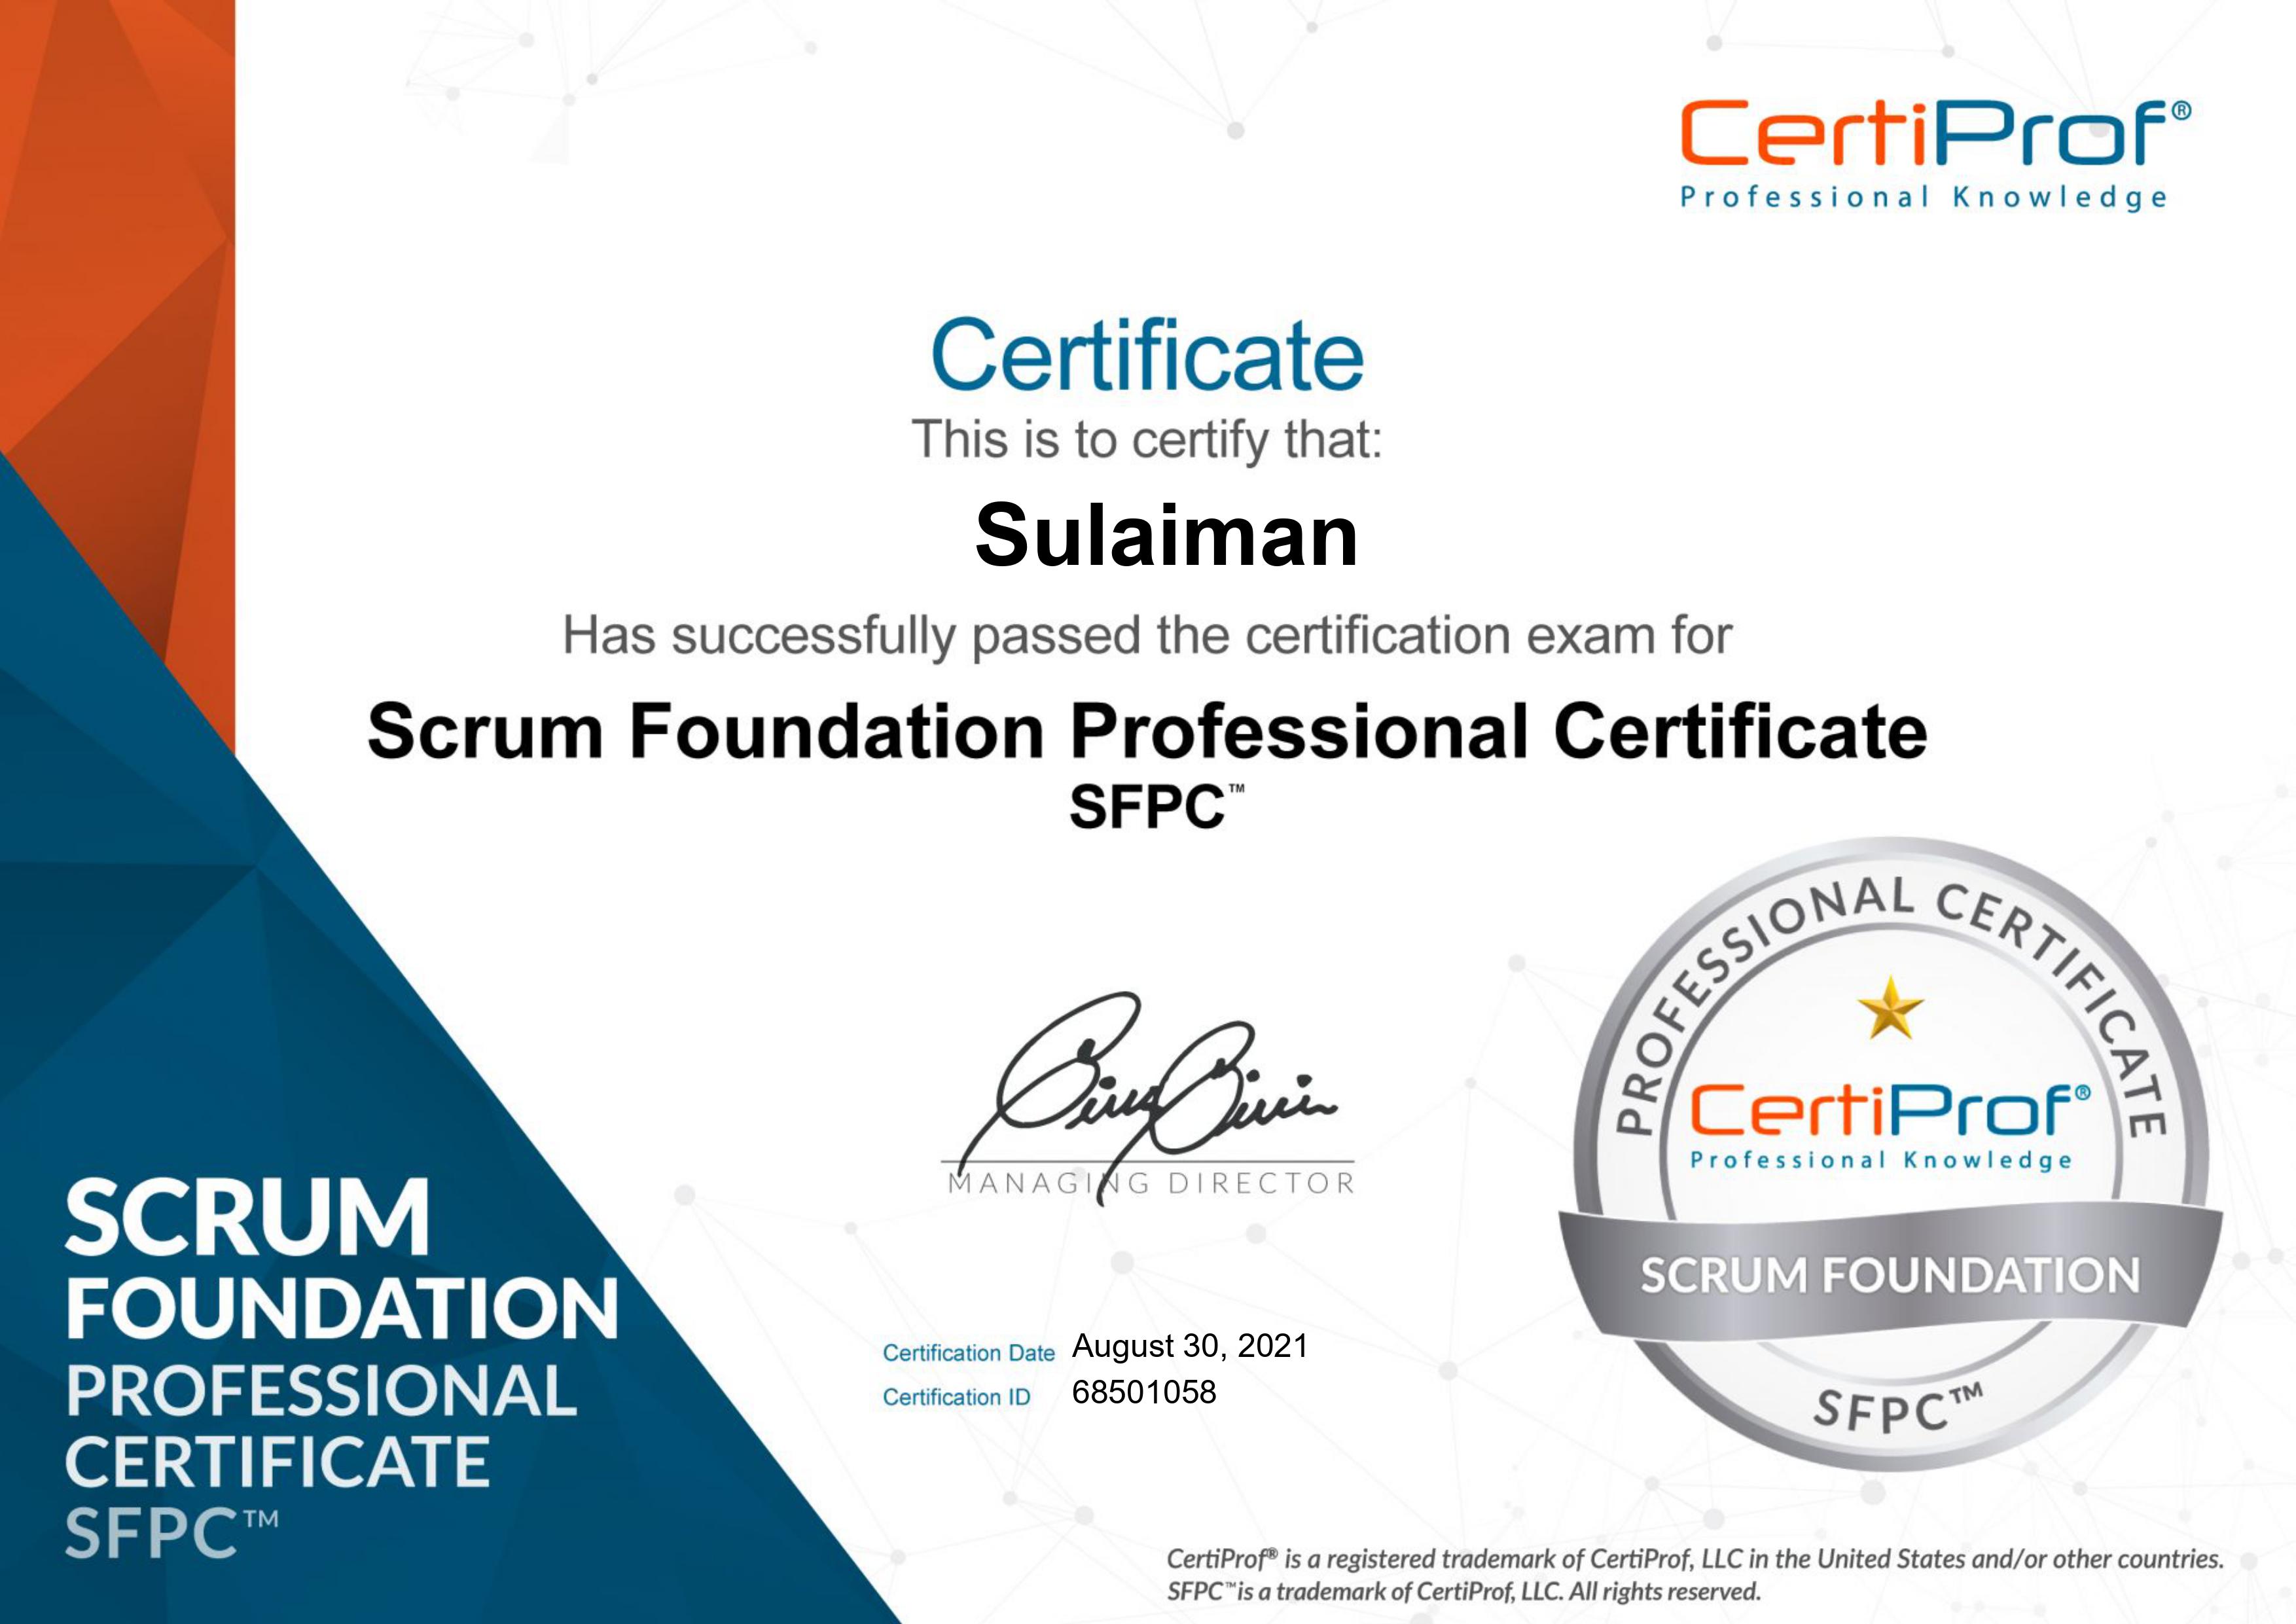 CertiProf®
Professional Knowledge
Certificate
This is to certify that:
Sulaiman
Has successfully passed the certification exam for
Scrum Foundation Professional Certificate
SFPC™
MANAGING DIRECTOR
Certification Date August 30, 2021
Certification ID 68501058
PROFESSIONAL CERTIFICATE
CertiProf®
Professional Knowledge
SCRUM FOUNDATION
SFPC™
SCRUM
FOUNDATION
PROFESSIONAL
CERTIFICATE
SFPC™
CertiProf® is a registered trademark of CertiProf, LLC in the United States and/or other countries.
SFPC™ is a trademark of CertiProf, LLC. All rights reserved.